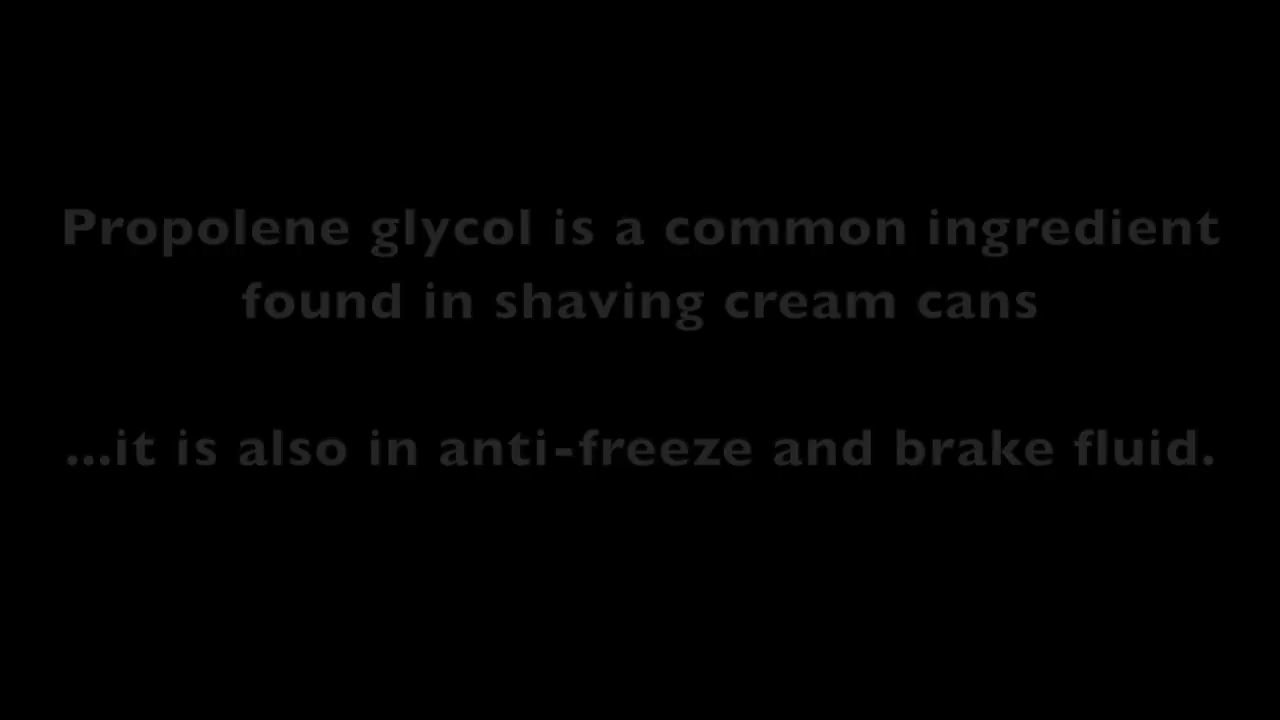 Propolene glycol is a common ingredient
found in shaving cream cans
...it is also in anti-freeze and brake fluid.